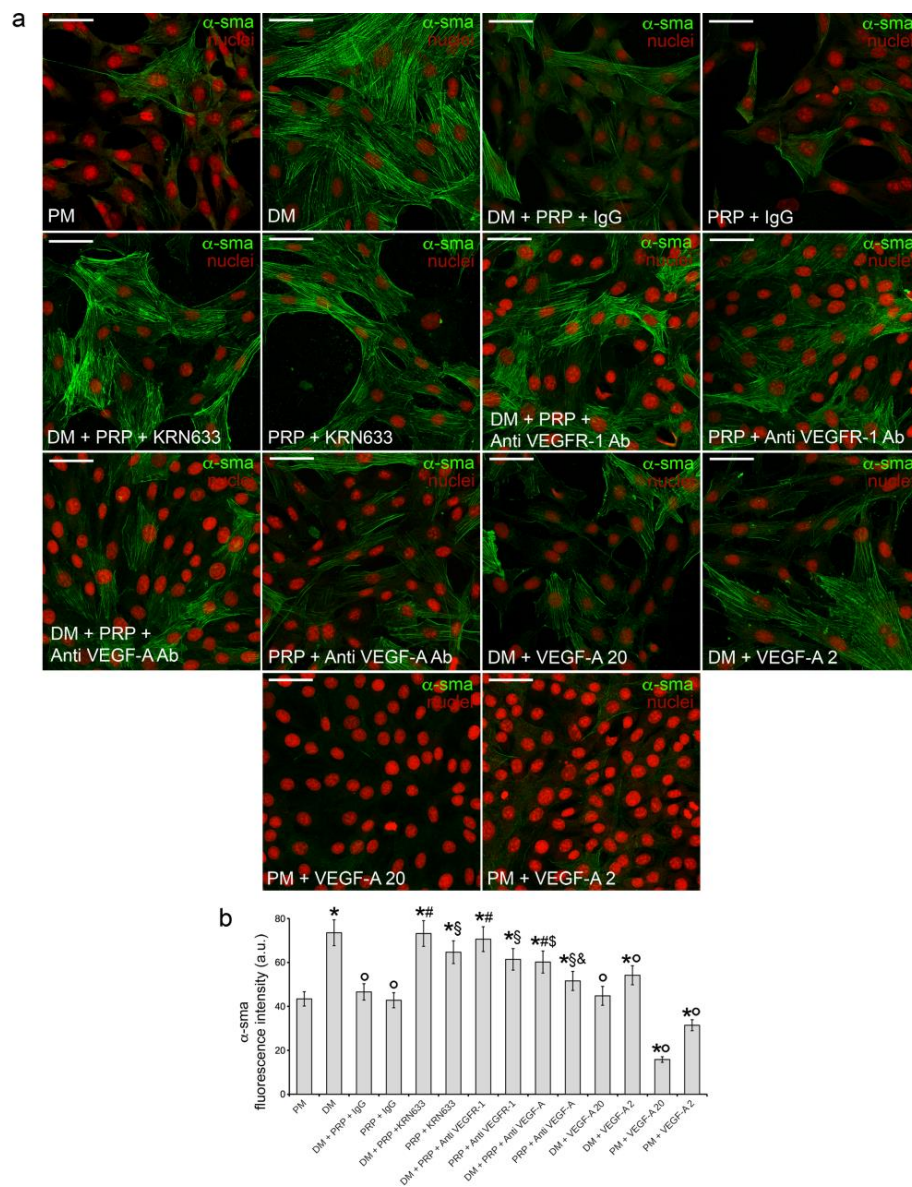 a
α-sma
nuclei
PM
α-sma
nuclei
DM
α-sma
nuclei
DM + PRP + IgG
α-sma
nuclei
PRP + IgG
α-sma
nuclei
DM + PRP + KRN633
α-sma
nuclei
PRP + KRN633
α-sma
nuclei
DM + PRP +
Anti VEGFR-1 Ab
α-sma
nuclei
PRP + Anti VEGFR-1 Ab
α-sma
nuclei
DM + PRP +
Anti VEGF-A Ab
α-sma
nuclei
PRP + Anti VEGF-A Ab
α-sma
nuclei
DM + VEGF-A 20
α-sma
nuclei
DM + VEGF-A 2
α-sma
nuclei
PM + VEGF-A 20
α-sma
nuclei
PM + VEGF-A 2
b
α-sma
fluorescence intensity (a.u.)
80
60
40
20
0
*
o
o
*#
*§
*#
*§
*#$
*§&
o
*o
*o
*o
PM
DM
DM + PRP + IgG
PRP + IgG
DM + PRP +KRN633
PRP + KRN633
DM + PRP + Anti VEGFR-1
PRP + Anti VEGFR-1
DM + PRP + Anti VEGF-A
PRP + Anti VEGF-A
DM + VEGF-A 20
DM + VEGF-A 2
PM + VEGF-A 20
PM + VEGF-A 2